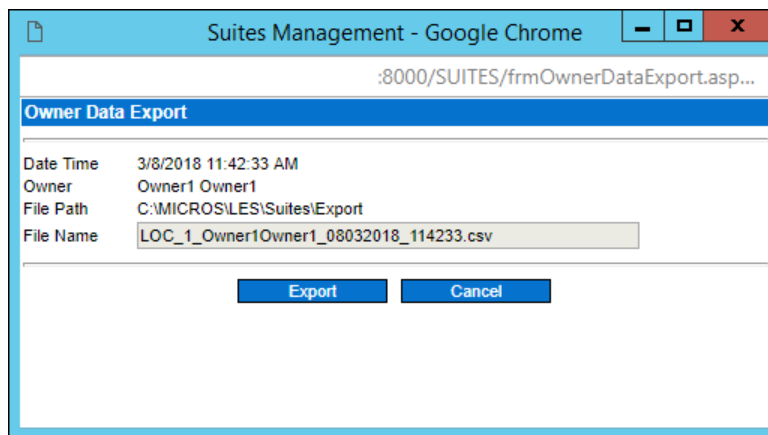 Suites Management - Google Chrome
:8000/SUITES/frmOwnerDataExport.asp...
Owner Data Export
Date Time 3/8/2018 11:42:33 AM
Owner Owner1 Owner1
File Path C:\MICROS\LES\Suites\Export
File Name LOC_1_Owner1Owner1_08032018_114233.csv
Export Cancel